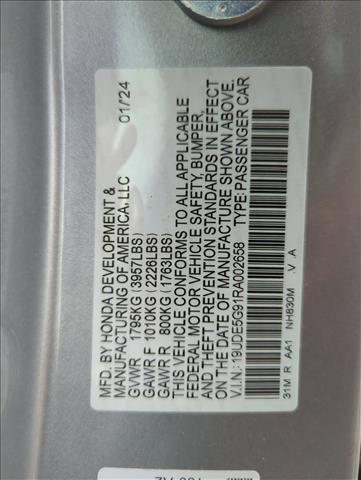 MFD. BY HONDA DEVELOPMENT &
MANUFACTURING OF AMERICA, LLC 01/24
GVWR 1795KG (3957LBS)
GAWR F 1010KG (2226LBS)
GAWR R 800KG (1763LBS)
THIS VEHICLE CONFORMS TO ALL APPLICABLE
FEDERAL MOTOR VEHICLE SAFETY, BUMPER,
AND THEFT PREVENTION STANDARDS IN EFFECT
ON THE DATE OF MANUFACTURE SHOWN ABOVE.
V.I.N.: 19UDE5G91RA002658 TYPE: PASSENGER CAR
31M R AA1 NH830M V A